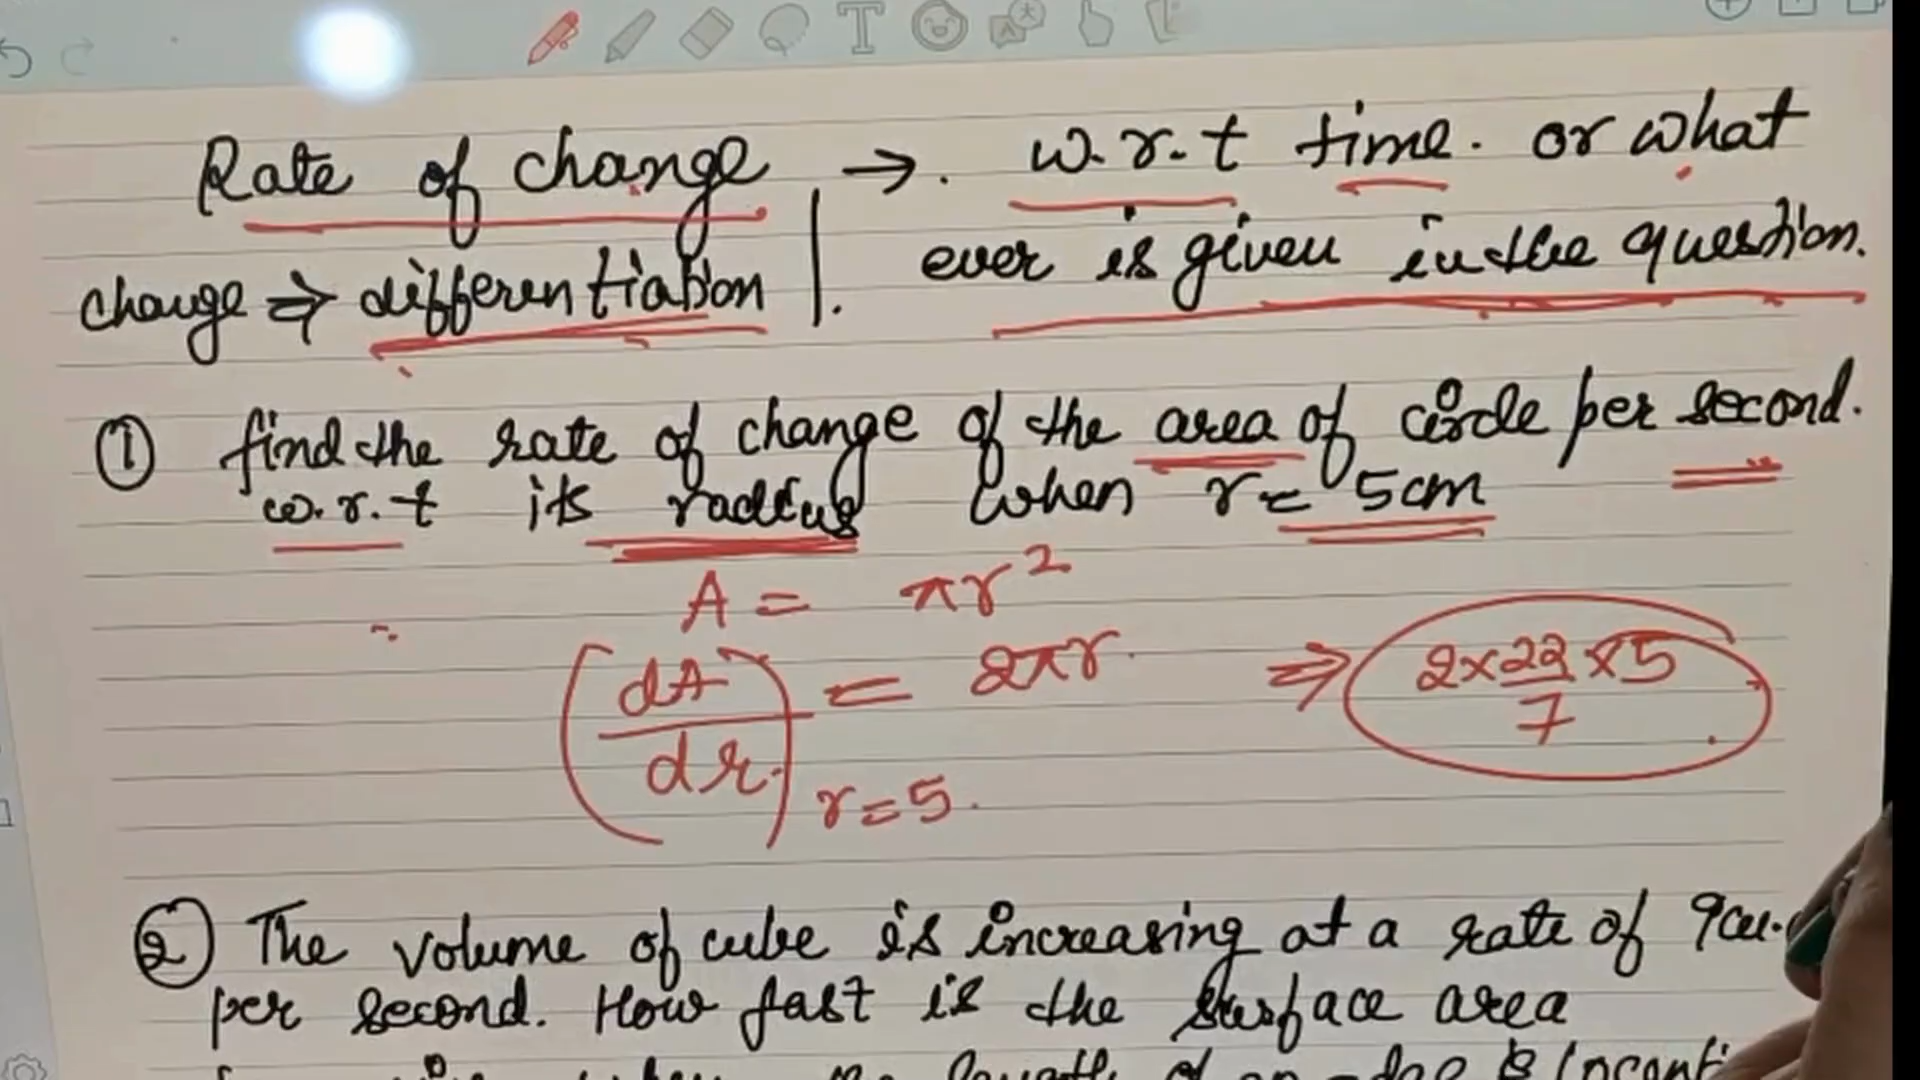 Rate of change → . w.r.t time. or what
change ⇒ differentiation | . ever is given in the question.
① find the rate of change of the area of circle per second.
w.r.t its radius when r = 5cm
A = πr²
(dA/dr) r=5. = 2πr ⇒ 2×22/7×5
② The volume of cube is increasing at a rate of 9cu.
per second. How fast is the surface area